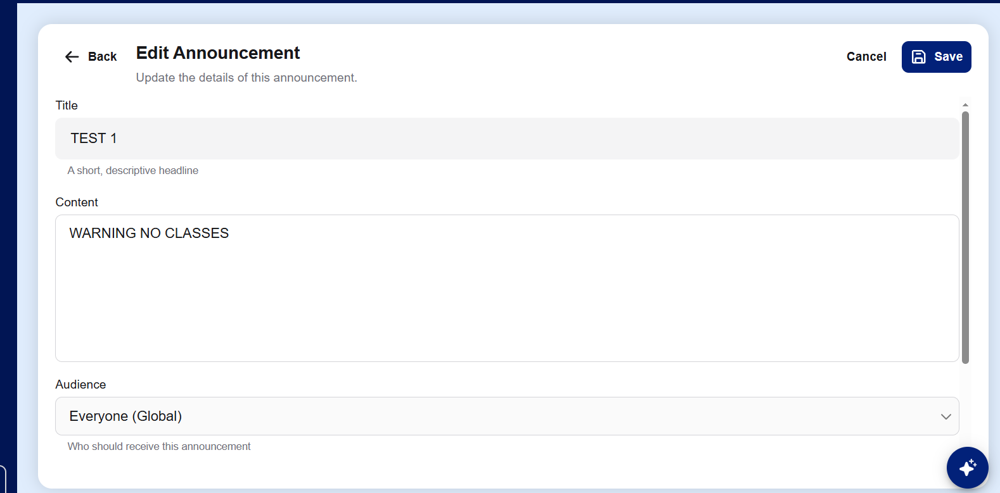 Back
Edit Announcement
Cancel
Save
Update the details of this announcement.
Title
TEST 1
A short, descriptive headline
Content
WARNING NO CLASSES
Audience
Everyone (Global)
Who should receive this announcement